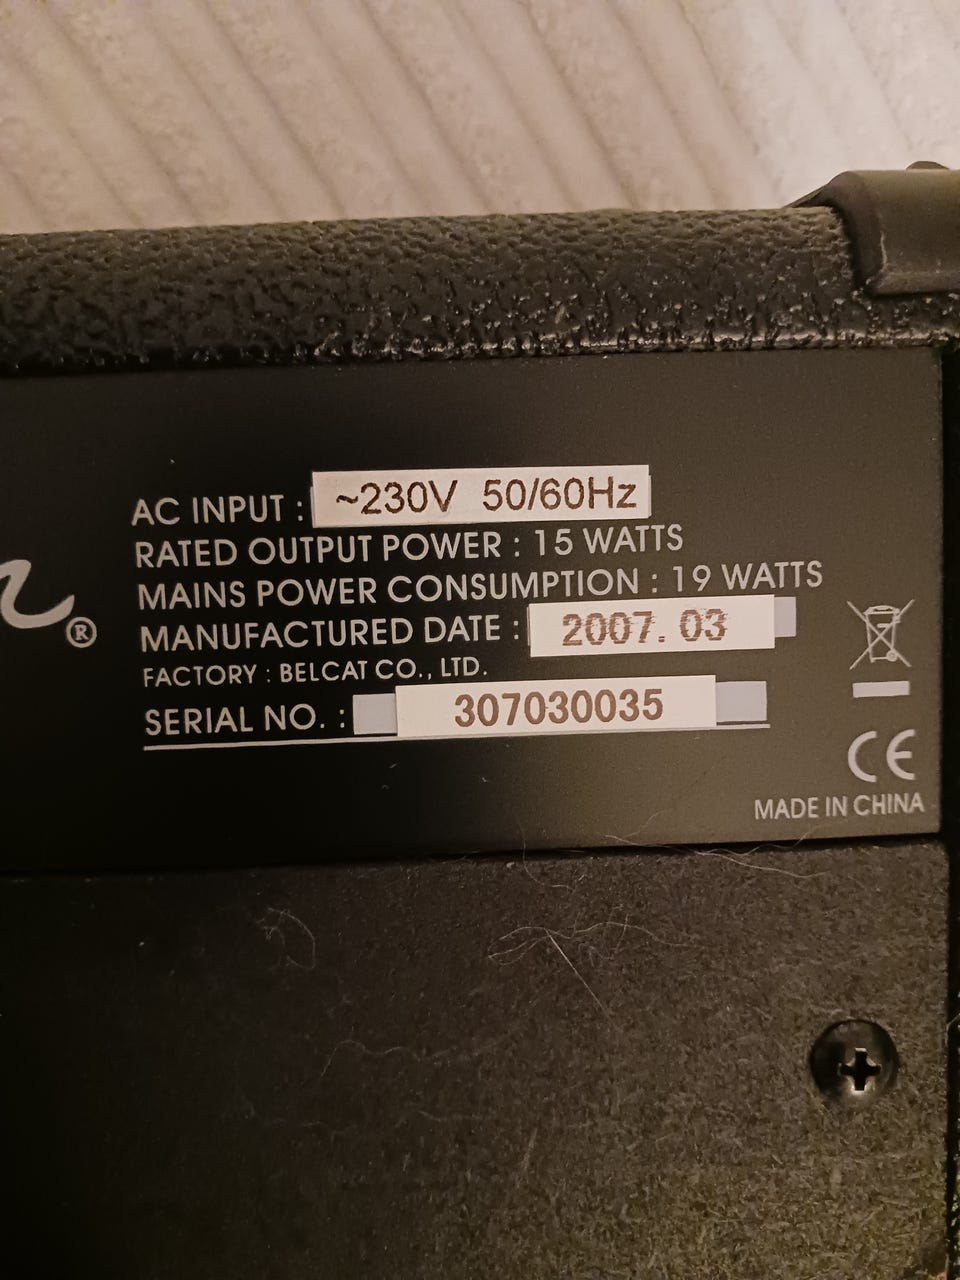 AC INPUT : ~230V 50/60Hz
RATED OUTPUT POWER : 15 WATTS
MAINS POWER CONSUMPTION : 19 WATTS
MANUFACTURED DATE : 2007. 03
FACTORY : BELCAT CO., LTD.
SERIAL NO. : 307030035
®
CE
MADE IN CHINA